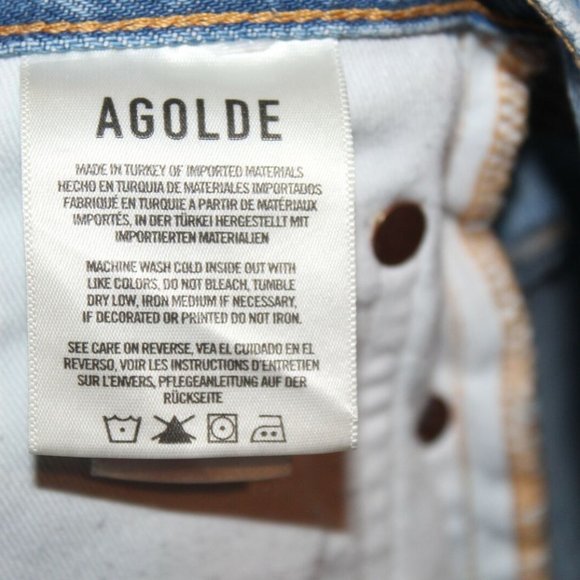 AGOLDE
MADE IN TURKEY OF IMPORTED MATERIALS
HECHO EN TURQUIA DE MATERIALES IMPORTADOS
FABRIQUÉ EN TURQUIE A PARTIR DE MATÉRIAUX
IMPORTÉS, IN DER TÜRKEI HERGESTELLT MIT
IMPORTIERTEN MATERIALIEN
MACHINE WASH COLD INSIDE OUT WITH
LIKE COLORS, DO NOT BLEACH, TUMBLE
DRY LOW, IRON MEDIUM IF NECESSARY,
IF DECORATED OR PRINTED DO NOT IRON.
SEE CARE ON REVERSE, VEA EL CUIDADO EN EL
REVERSO, VOIR LES INSTRUCTIONS D'ENTRETIEN
SUR L'ENVERS, PFLEGEANLEITUNG AUF DER
RÜCKSEITE